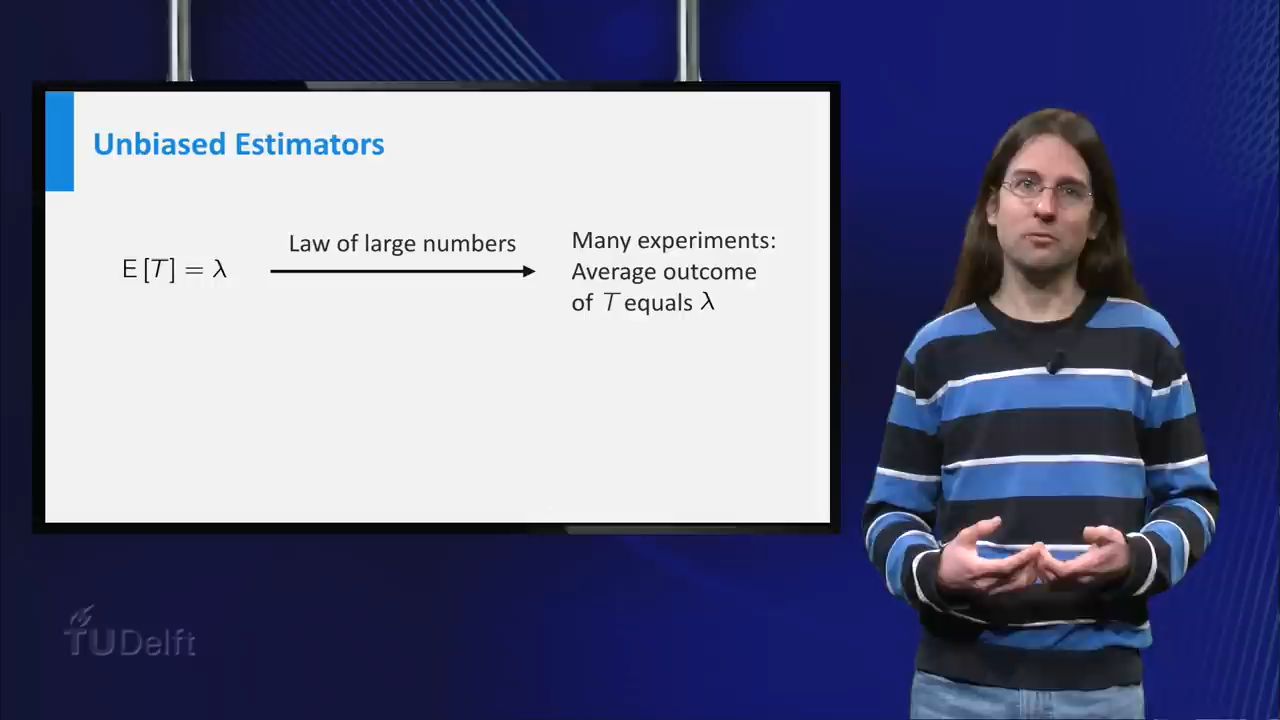 Unbiased Estimators
E [T] = λ
Law of large numbers
Many experiments:
Average outcome
of T equals λ
TUDelft